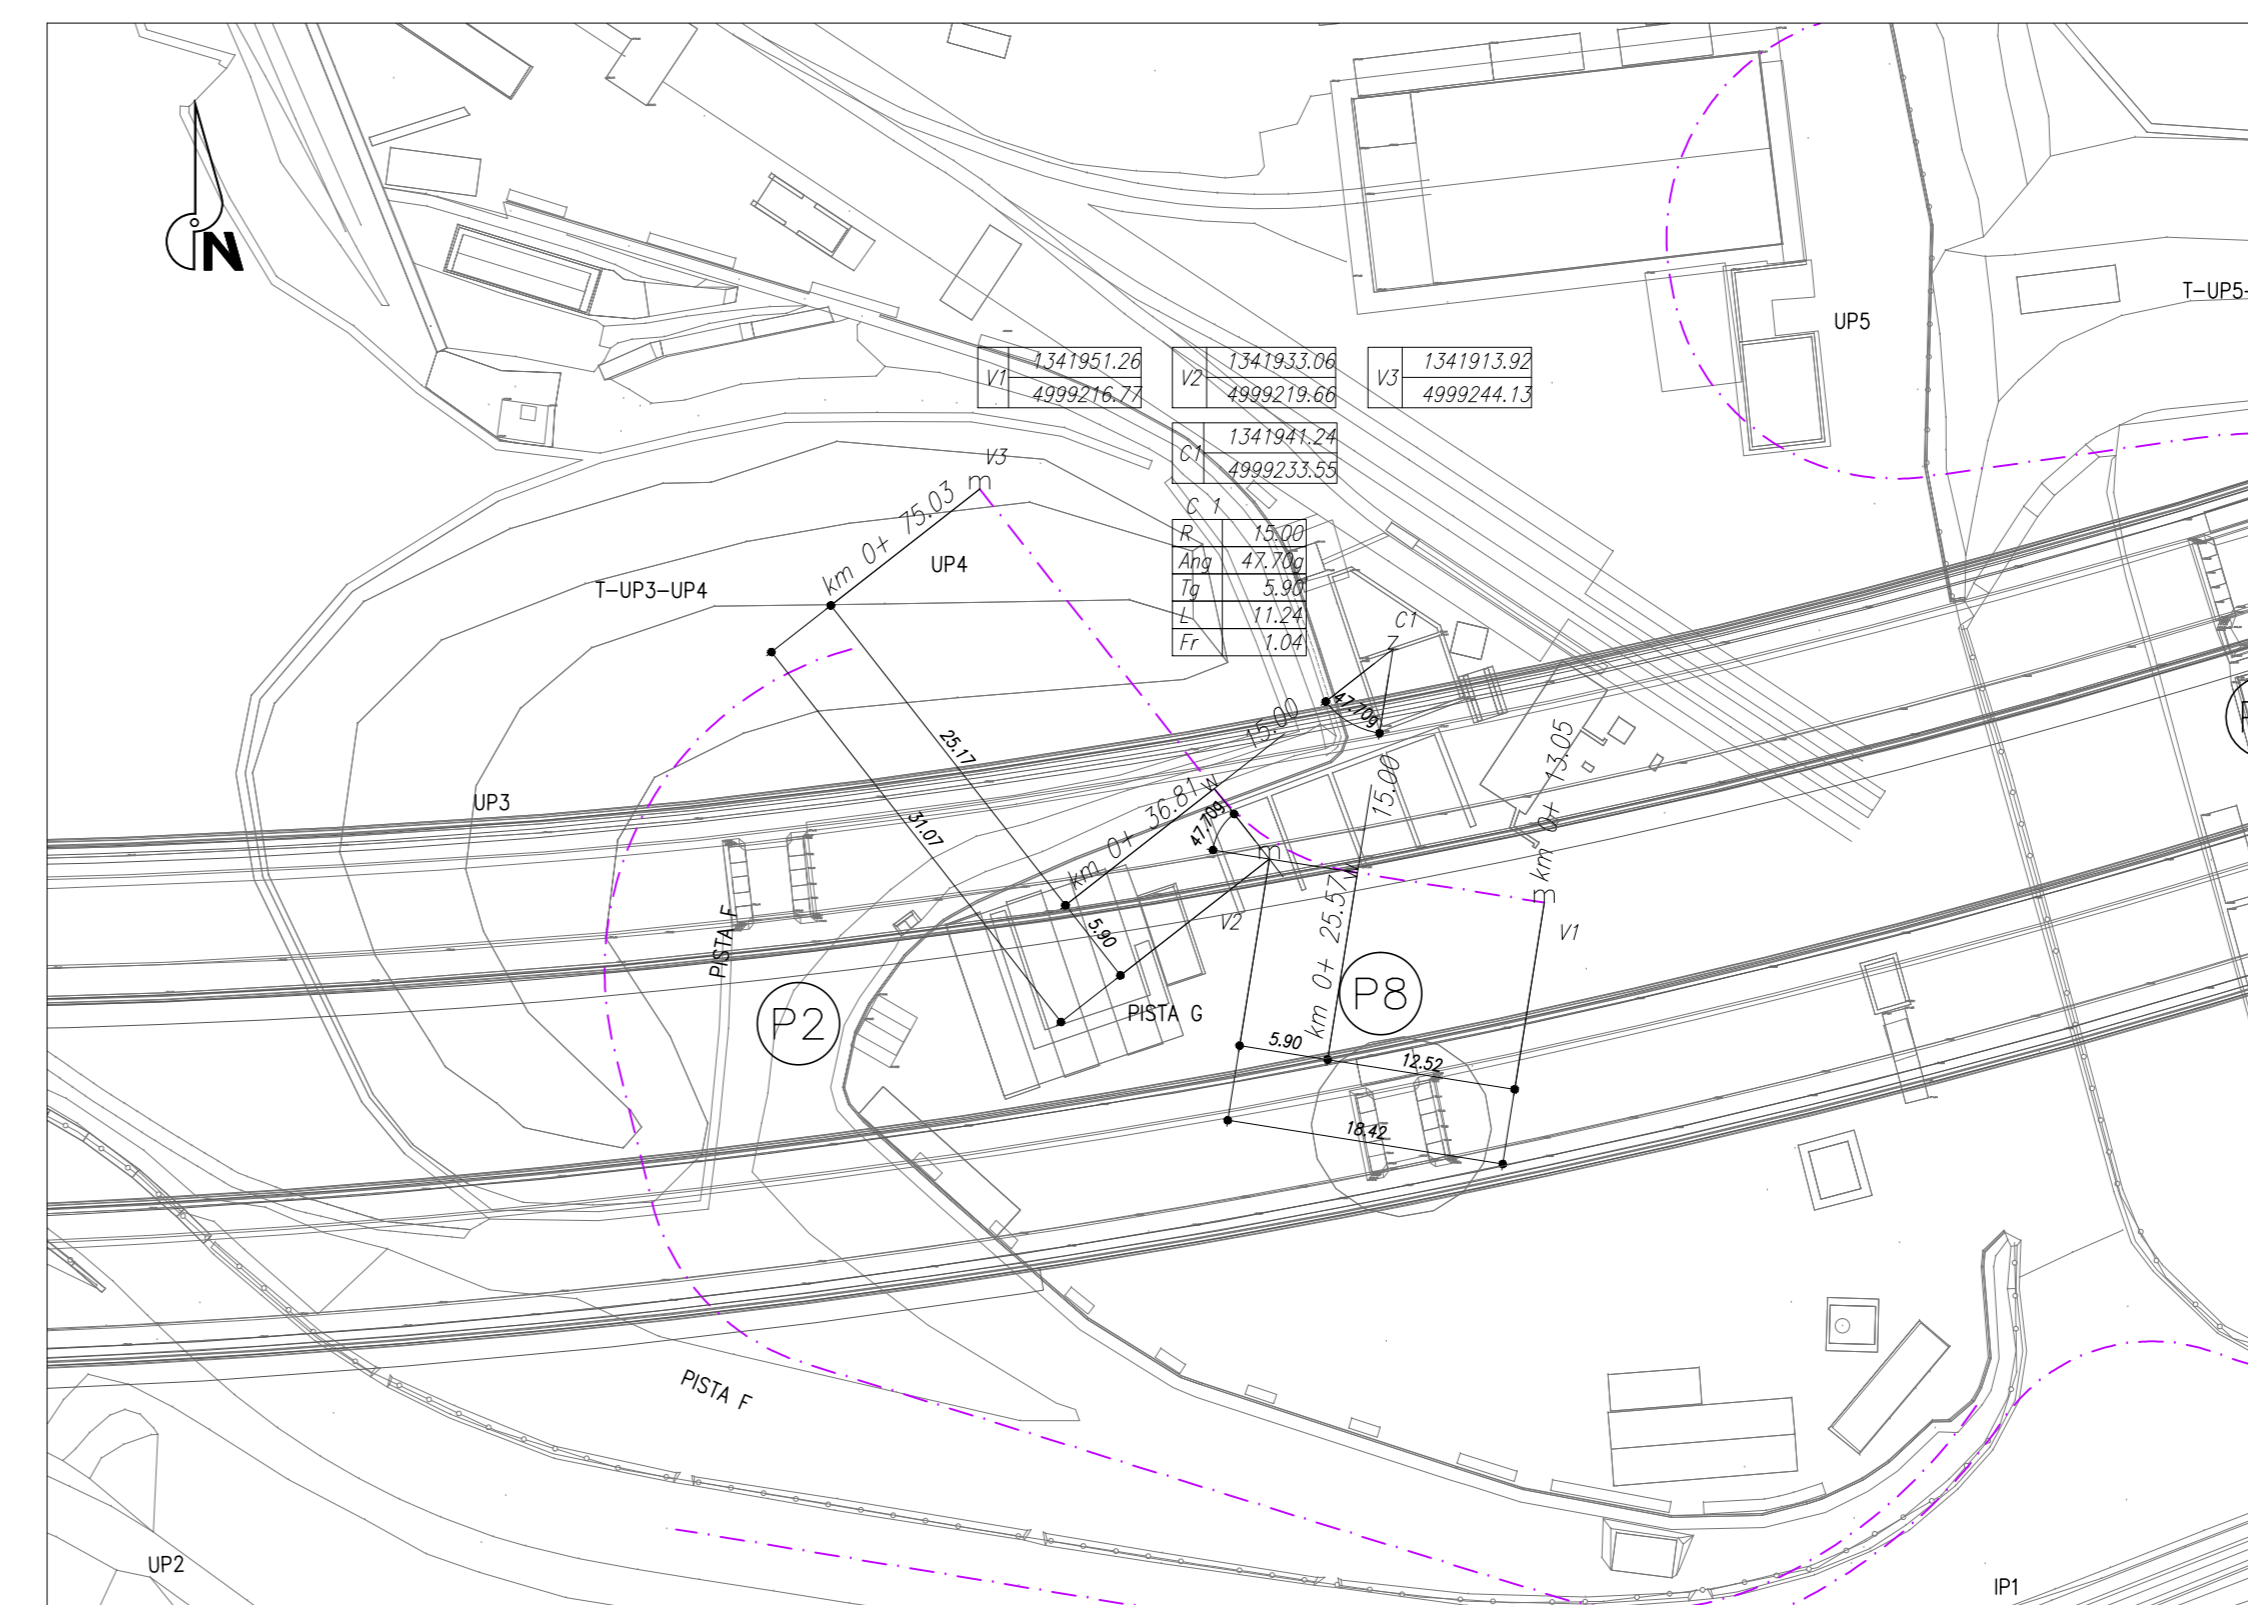 N
UP5
T-UP5-
V1 1341951.26
4999216.77
V2 1341933.06
4999219.66
V3 1341913.92
4999244.13
C1 1341941.24
4999233.55
C 1
R 15.00
Ang 47.70g
Tg 5.90
L 11.24
Fr 1.04
V3
m
km 0+ 75.03
UP4
T-UP3-UP4
C1
47.70g
15.00
25.17
km 0+ 13.05
15.00
UP3
31.07
km 0+ 36.81
47.70g
m
m
V1
V2
5.90
km 0+ 25.57
PISTA F
P2
P8
PISTA G
5.90
12.52
18.42
PISTA F
UP2
IP1